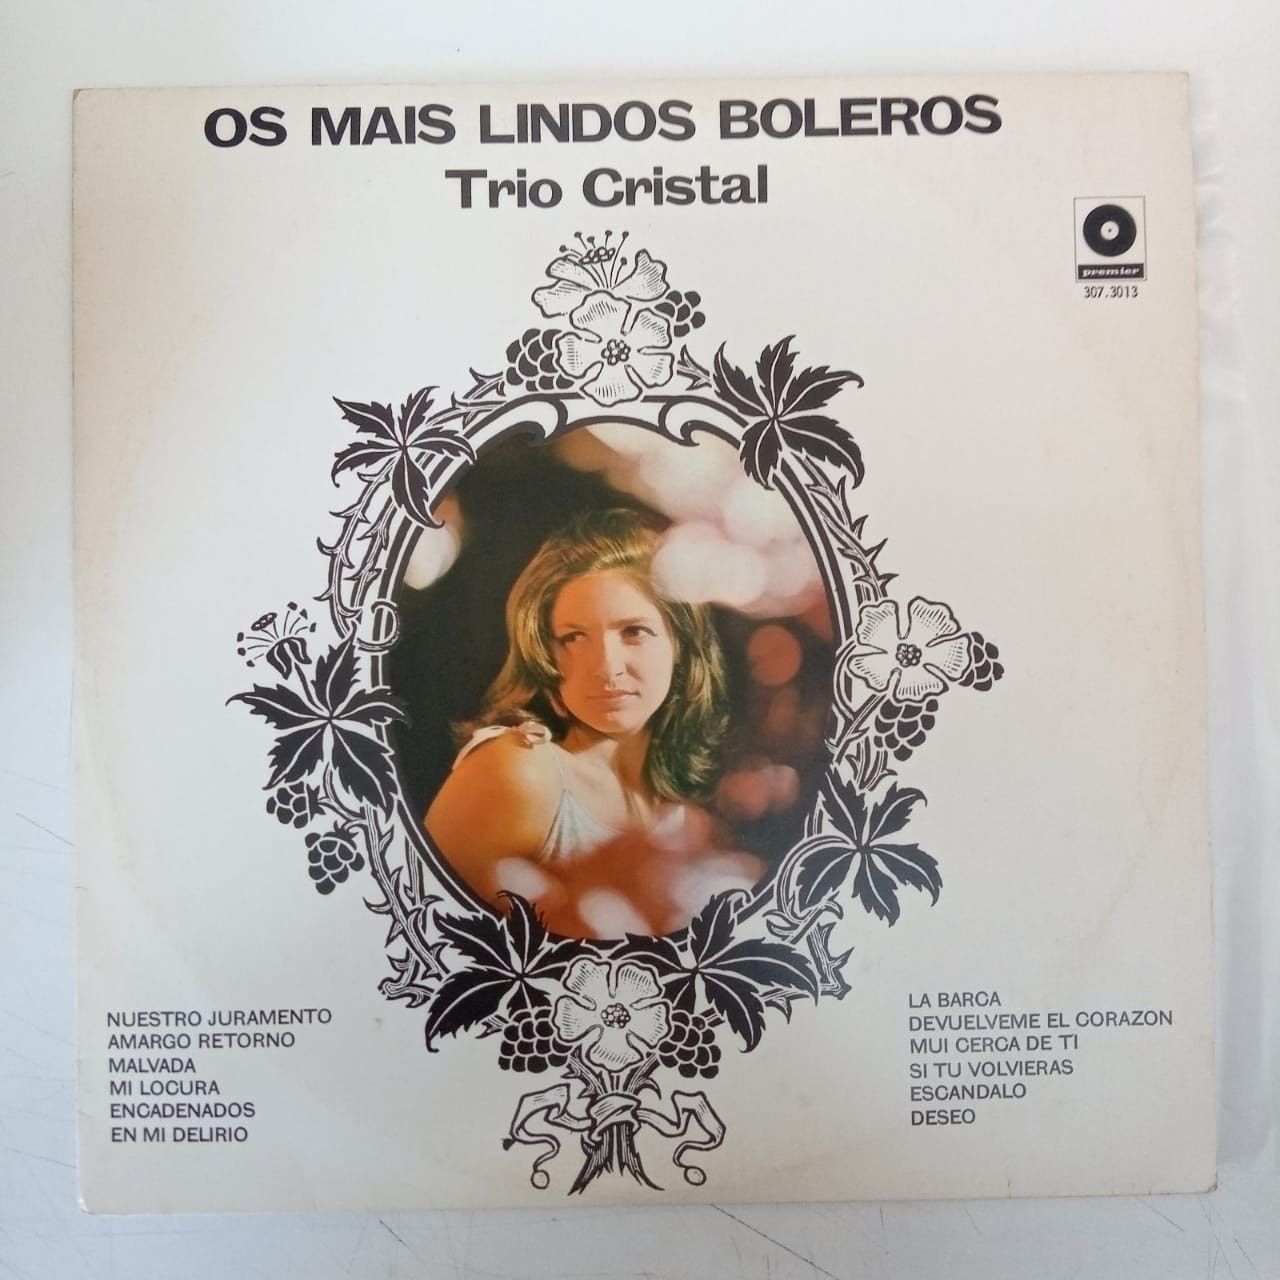 OS MAIS LINDOS BOLEROS
Trio Cristal
premier
307.3013
NUESTRO JURAMENTO
AMARGO RETORNO
MALVADA
MI LOCURA
ENCADENADOS
EN MI DELIRIO
LA BARCA
DEVUELVEME EL CORAZON
MUI CERCA DE TI
SI TU VOLVIERAS
ESCANDALO
DESEO